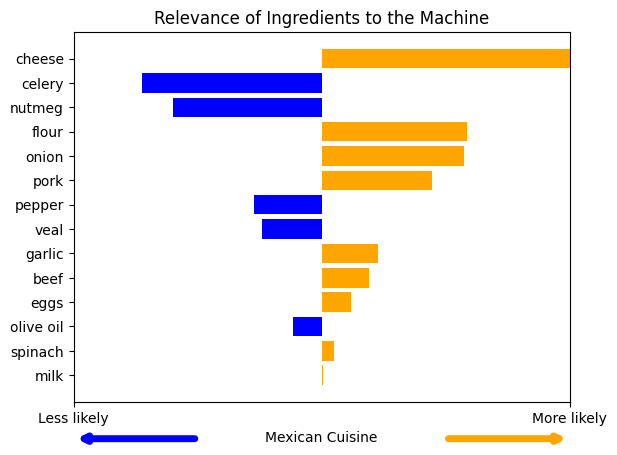 Relevance of Ingredients to the Machine
cheese
celery
nutmeg
flour
onion
pork
pepper
veal
garlic
beef
eggs
olive oil
spinach
milk
Less likely
More likely
Mexican Cuisine